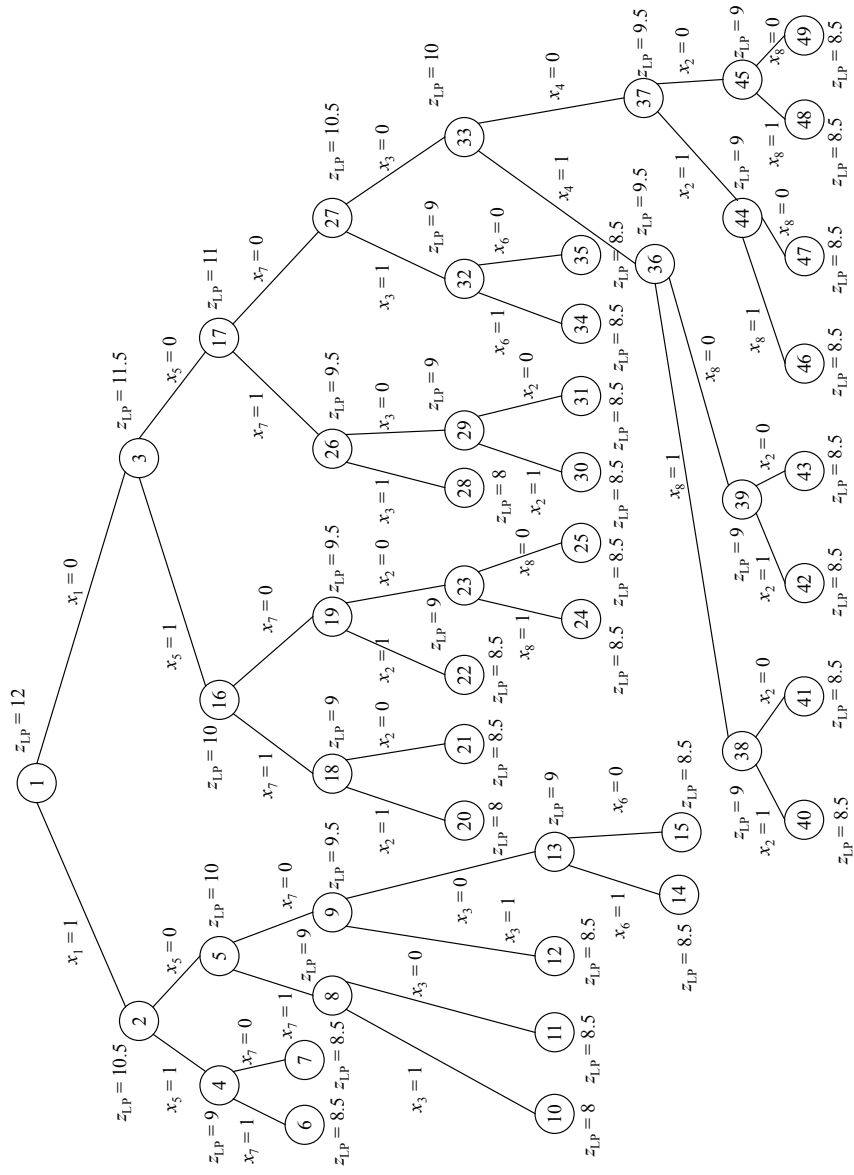 z_LP = 12
1
x_1 = 1
x_1 = 0
z_LP = 10.5
2
z_LP = 11.5
3
x_5 = 1
x_5 = 0
x_5 = 1
x_5 = 0
z_LP = 9
4
z_LP = 10
5
z_LP = 10
16
z_LP = 11
17
x_7 = 1
x_7 = 0
x_7 = 1
x_7 = 0
x_7 = 1
x_7 = 0
x_7 = 1
x_7 = 0
6
z_LP = 8.5
7
z_LP = 8.5
z_LP = 9
8
z_LP = 9.5
9
18
z_LP = 9
19
z_LP = 9.5
26
z_LP = 9.5
27
z_LP = 10.5
x_3 = 1
x_3 = 0
x_3 = 1
x_3 = 0
x_2 = 1
x_2 = 0
x_2 = 1
x_2 = 0
x_3 = 1
x_3 = 0
x_3 = 1
x_3 = 0
20
z_LP = 8
21
z_LP = 8.5
22
z_LP = 8.5
z_LP = 9
23
28
z_LP = 8
z_LP = 9
29
z_LP = 9
32
z_LP = 10
33
10
z_LP = 8
11
z_LP = 8.5
12
z_LP = 8.5
13
z_LP = 9
x_8 = 1
x_8 = 0
x_2 = 1
x_2 = 0
x_6 = 1
x_6 = 0
x_4 = 1
x_4 = 0
24
z_LP = 8.5
25
z_LP = 8.5
30
z_LP = 8.5
31
z_LP = 8.5
34
z_LP = 8.5
35
z_LP = 8.5
x_6 = 1
x_6 = 0
14
z_LP = 8.5
15
z_LP = 8.5
36
z_LP = 9.5
37
z_LP = 9.5
x_8 = 1
x_8 = 0
x_2 = 1
x_2 = 0
38
z_LP = 9
39
z_LP = 9
44
z_LP = 9
45
z_LP = 9
x_2 = 1
x_2 = 0
x_2 = 1
x_2 = 0
x_8 = 1
x_8 = 0
x_8 = 1
x_8 = 0
40
z_LP = 8.5
41
z_LP = 8.5
42
z_LP = 8.5
43
z_LP = 8.5
46
z_LP = 8.5
47
z_LP = 8.5
48
z_LP = 8.5
49
z_LP = 8.5